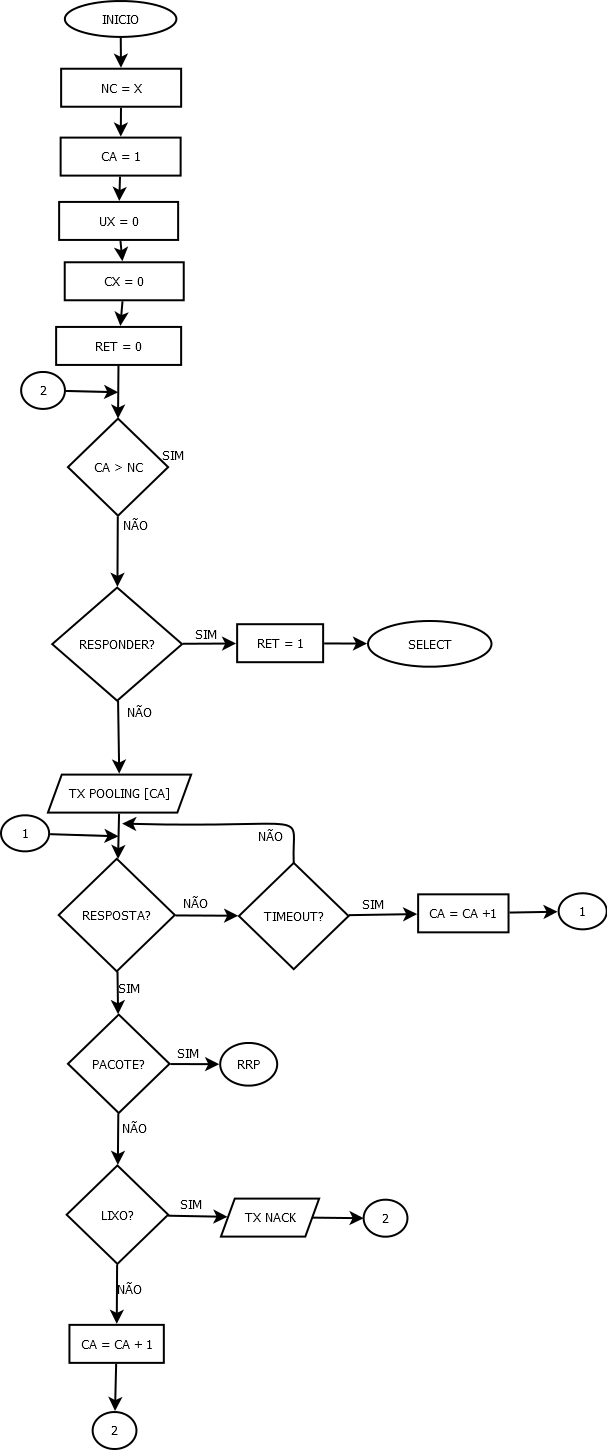 INICIO
NC = X
CA = 1
UX = 0
CX = 0
RET = 0
2
CA > NC
SIM
NÃO
RESPONDER?
SIM
RET = 1
SELECT
NÃO
TX POOLING [CA]
1
NÃO
RESPOSTA?
NÃO
TIMEOUT?
SIM
CA = CA +1
1
SIM
PACOTE?
SIM
RRP
NÃO
LIXO?
SIM
TX NACK
2
NÃO
CA = CA + 1
2